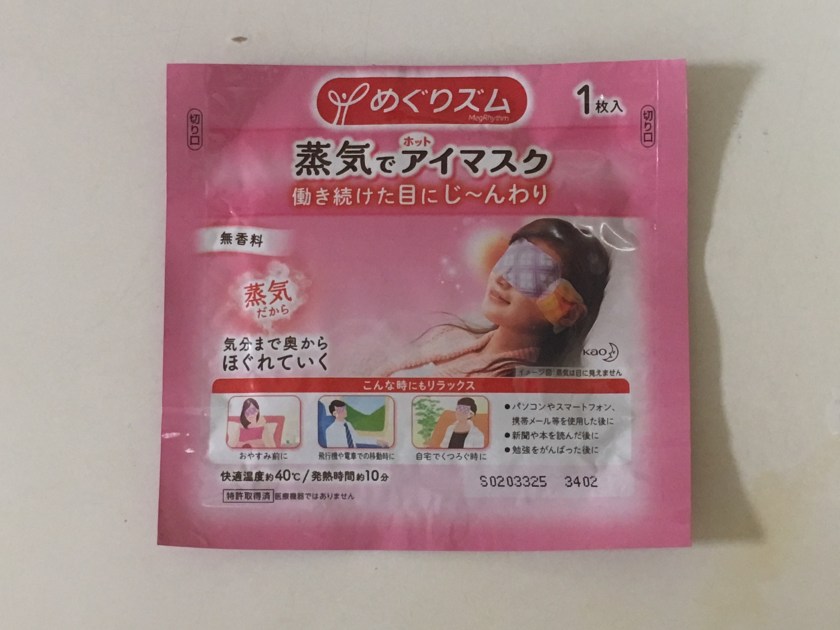 めぐりズム
MegRhythm
1枚入
切り口
切り口
ホット
蒸気でアイマスク
働き続けた目にじ〜んわり
無香料
蒸気
だから
気分まで奥から
ほぐれていく
Kao
イメージ図 蒸気は目に見えません
こんな時にもリラックス
おやすみ前に
飛行機や電車での移動時に
自宅でくつろぐ時に
●パソコンやスマートフォン、
携帯メール等を使用した後に
●新聞や本を読んだ後に
●勉強をがんばった後に
快適温度約40℃/発熱時間約10分
特許取得済 医療機器ではありません
S0203325 3402